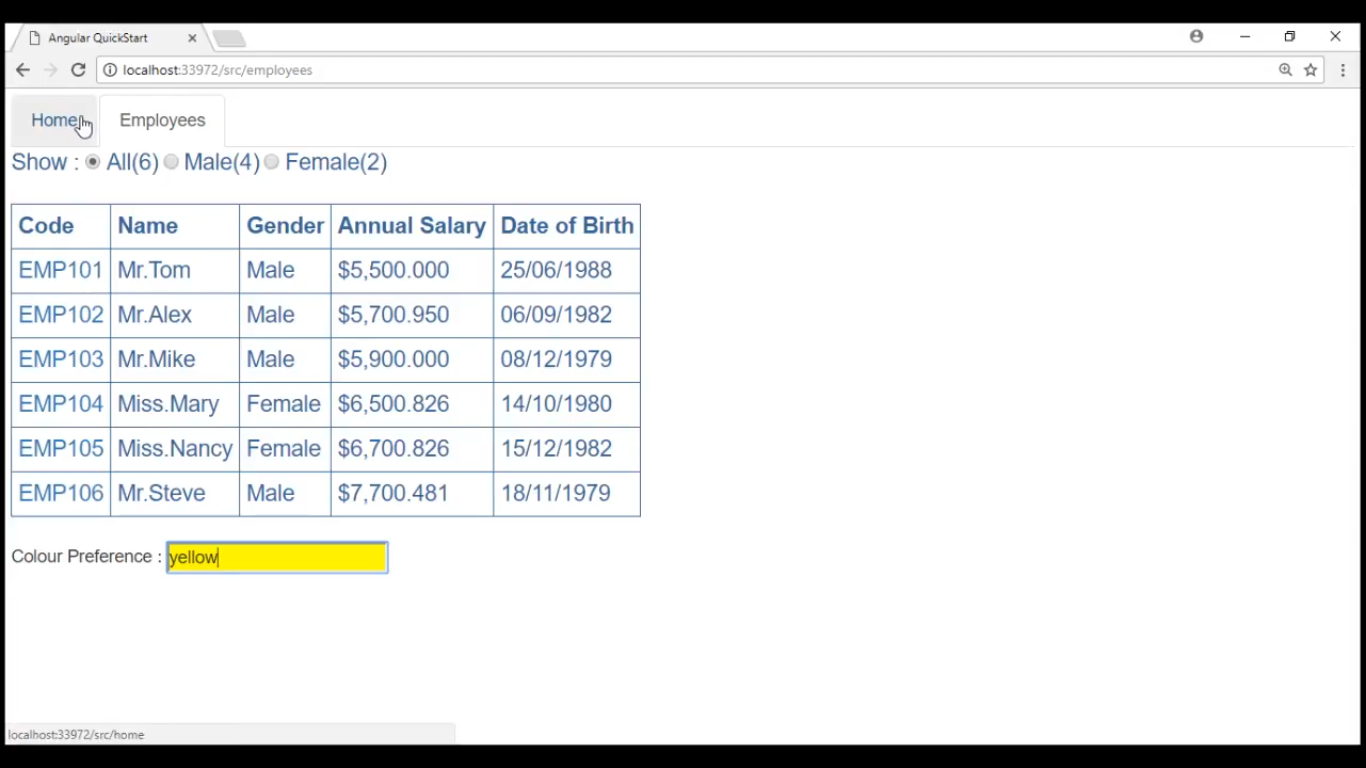 Angular QuickStart
localhost:33972/src/employees
Home Employees
Show : All(6) Male(4) Female(2)
Code Name Gender Annual Salary Date of Birth
EMP101 Mr.Tom Male $5,500.000 25/06/1988
EMP102 Mr.Alex Male $5,700.950 06/09/1982
EMP103 Mr.Mike Male $5,900.000 08/12/1979
EMP104 Miss.Mary Female $6,500.826 14/10/1980
EMP105 Miss.Nancy Female $6,700.826 15/12/1982
EMP106 Mr.Steve Male $7,700.481 18/11/1979
Colour Preference : yellow
localhost:33972/src/home